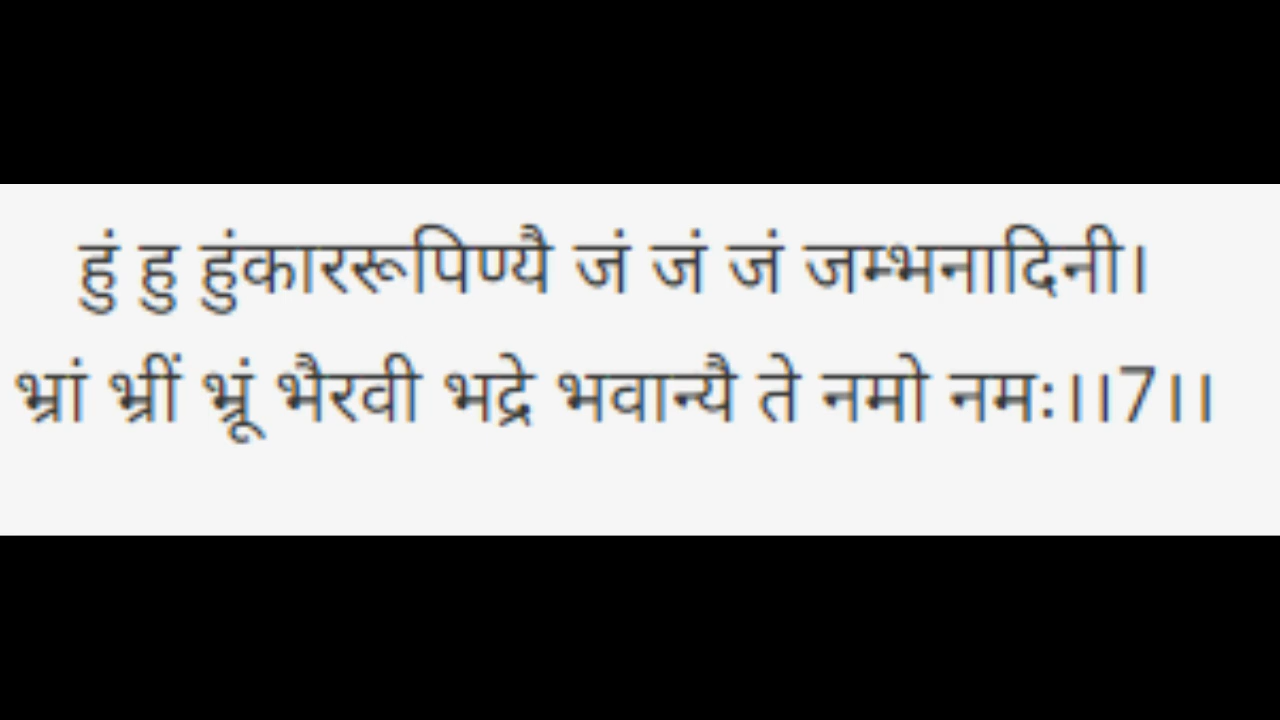 हुं हु हुंकाररूपिण्यै जं जं जं जम्भनादिनी।
भ्रां भ्रीं भ्रूं भैरवी भद्रे भवान्यै ते नमो नमः।।7।।